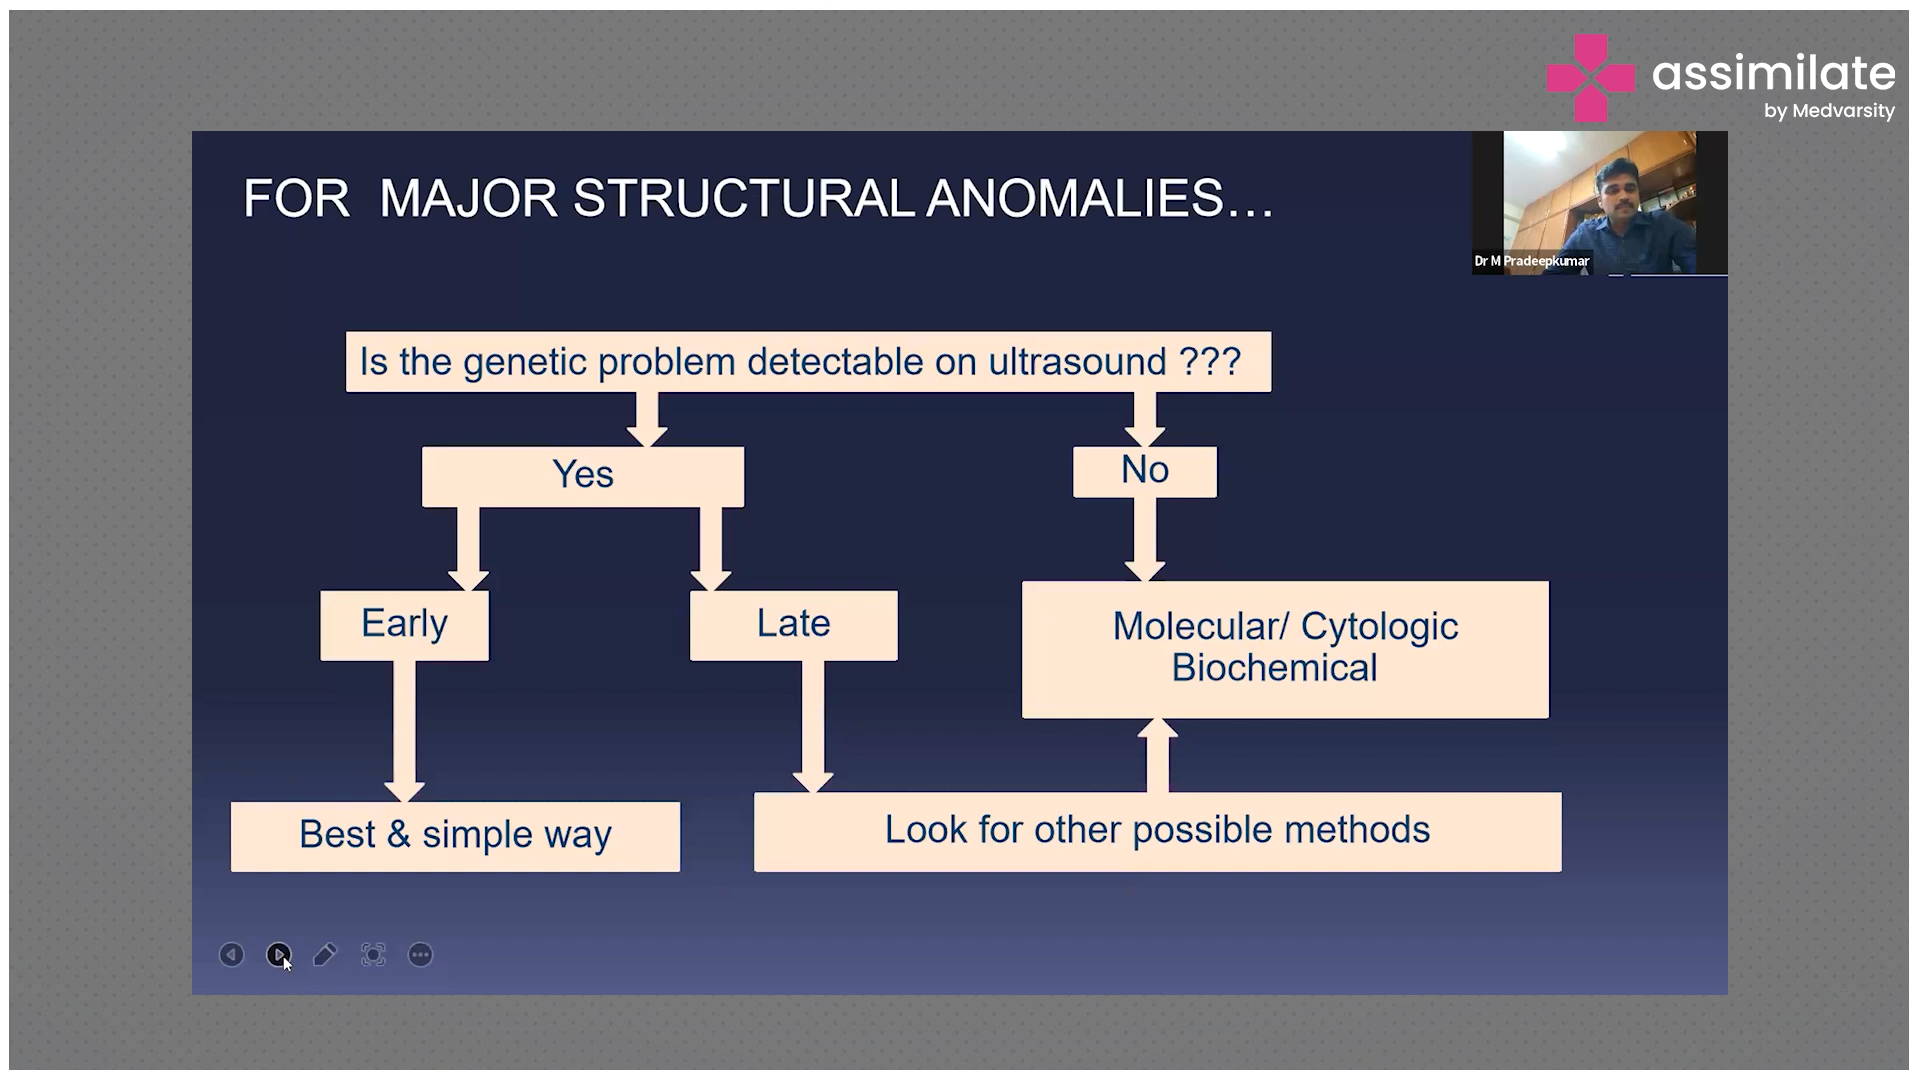 assimilate
by Medvarsity
FOR MAJOR STRUCTURAL ANOMALIES...
Dr M Pradeepkumar
Is the genetic problem detectable on ultrasound ???
Yes
No
Early
Late
Molecular/ Cytologic
Biochemical
Best & simple way
Look for other possible methods